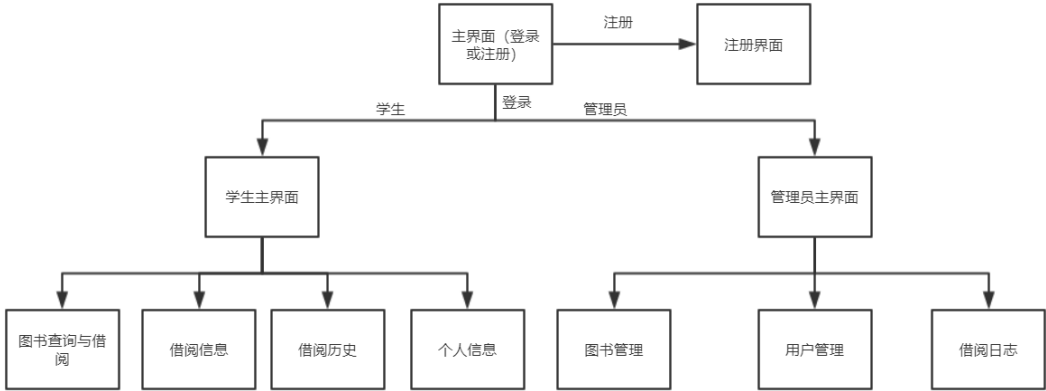 主界面（登录
或注册）
注册
注册界面
学生
登录
管理员
学生主界面
管理员主界面
图书查询与借
阅
借阅信息
借阅历史
个人信息
图书管理
用户管理
借阅日志